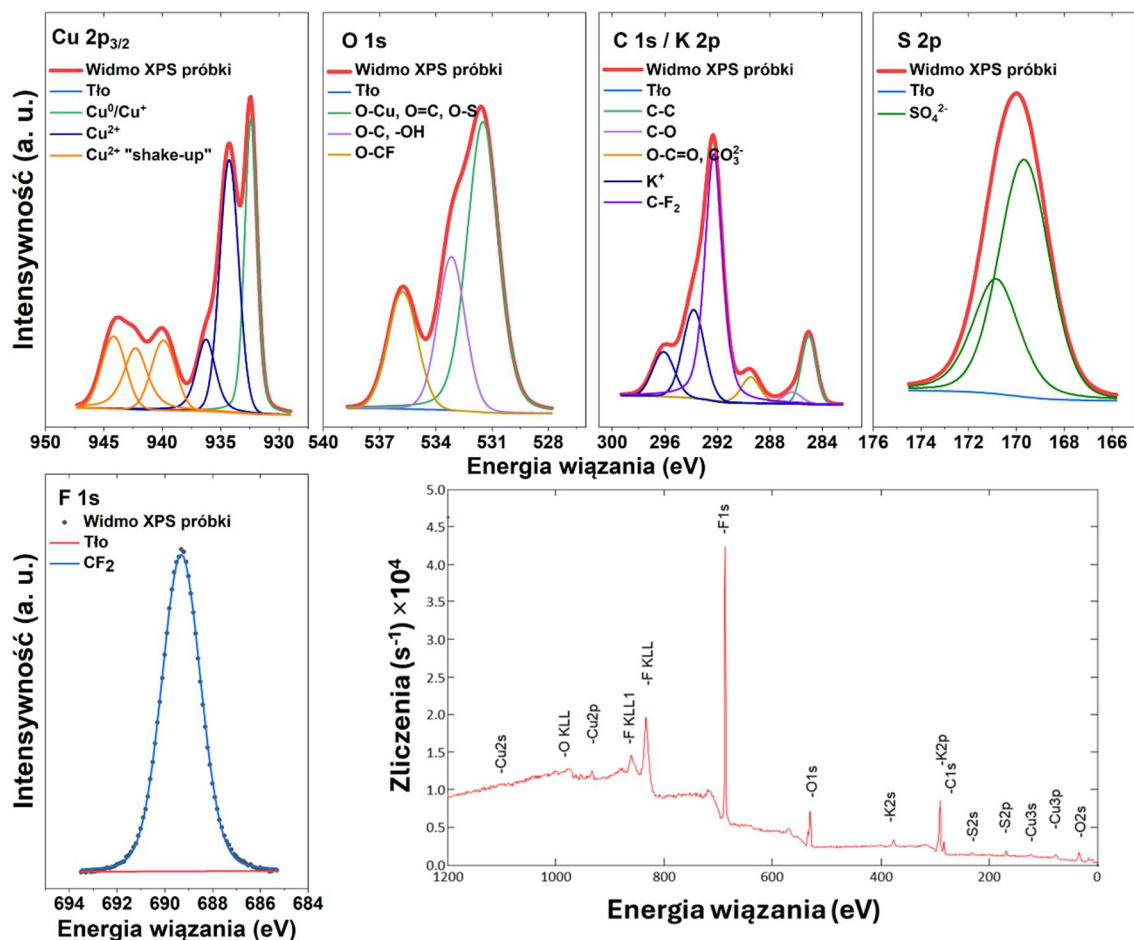 Cu 2p3/2
Widmo XPS próbki
Tło
Cu⁰/Cu⁺
Cu²⁺
Cu²⁺ "shake-up"
Intensywność (a. u.)
950 945 940 935 930
O 1s
Widmo XPS próbki
Tło
O-Cu, O=C, O-S
O-C, -OH
O-CF
540 537 534 531 528
C 1s / K 2p
Widmo XPS próbki
Tło
C-C
C-O
O-C=O, CO₃²⁻
K⁺
C-F₂
300 296 292 288 284
S 2p
Widmo XPS próbki
Tło
SO₄²⁻
176 174 172 170 168 166
Energia wiązania (eV)
F 1s
Widmo XPS próbki
Tło
CF₂
Intensywność (a. u.)
694 692 690 688 686 684
Energia wiązania (eV)
Zliczenia (s⁻¹) ×10⁴
5.0
4.5
4.0
3.5
3.0
2.5
2.0
1.5
1.0
0.5
0.0
-Cu2s
-O KLL
-Cu2p
-F KLL1
-F KLL
-F1s
-O1s
-K2s
-K2p
-C1s
-S2s
-S2p
-Cu3s
-Cu3p
-O2s
1200 1000 800 600 400 200 0
Energia wiązania (eV)